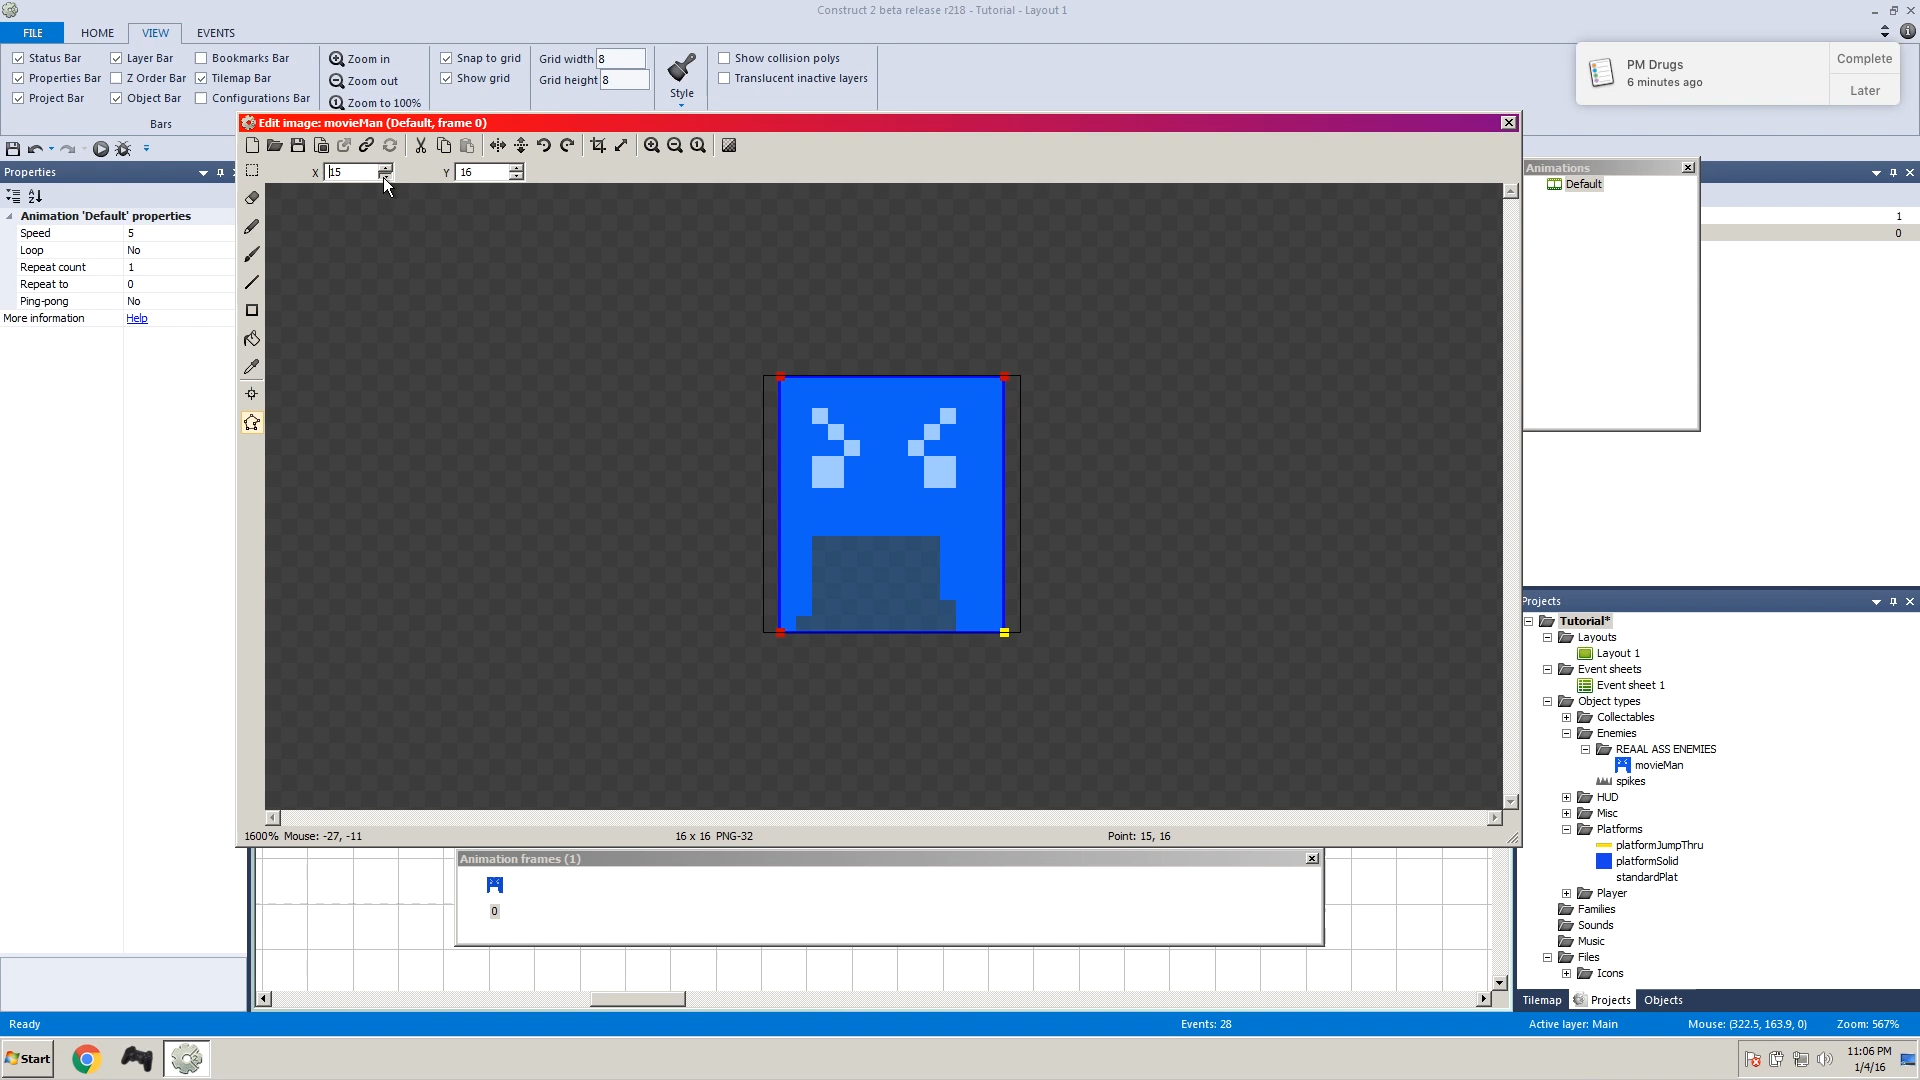 Construct 2 beta release r218 - Tutorial - Layout 1
FILE HOME VIEW EVENTS
Status Bar Layer Bar Bookmarks Bar Zoom in Snap to grid Grid width 8 Show collision polys
Properties Bar Z Order Bar Tilemap Bar Zoom out Show grid Grid height 8 Translucent inactive layers
Project Bar Object Bar Configurations Bar Zoom to 100% Style
Bars
PM Drugs
6 minutes ago
Complete
Later
Edit image: movieMan (Default, frame 0)
X 15 Y 16
Properties
Animation 'Default' properties
Speed 5
Loop No
Repeat count 1
Repeat to 0
Ping-pong No
More information Help
Animations
Default
1
0
1600% Mouse: -27, -11 16 x 16 PNG-32 Point: 15, 16
Animation frames (1)
0
Projects
Tutorial*
Layouts
Layout 1
Event sheets
Event sheet 1
Object types
Collectables
Enemies
REAAL ASS ENEMIES
movieMan
spikes
HUD
Misc
Platforms
platformJumpThru
platformSolid
standardPlat
Player
Families
Sounds
Music
Files
Icons
Tilemap Projects Objects
Ready Events: 28 Active layer: Main Mouse: (322.5, 163.9, 0) Zoom: 567%
Start
11:06 PM
1/4/16